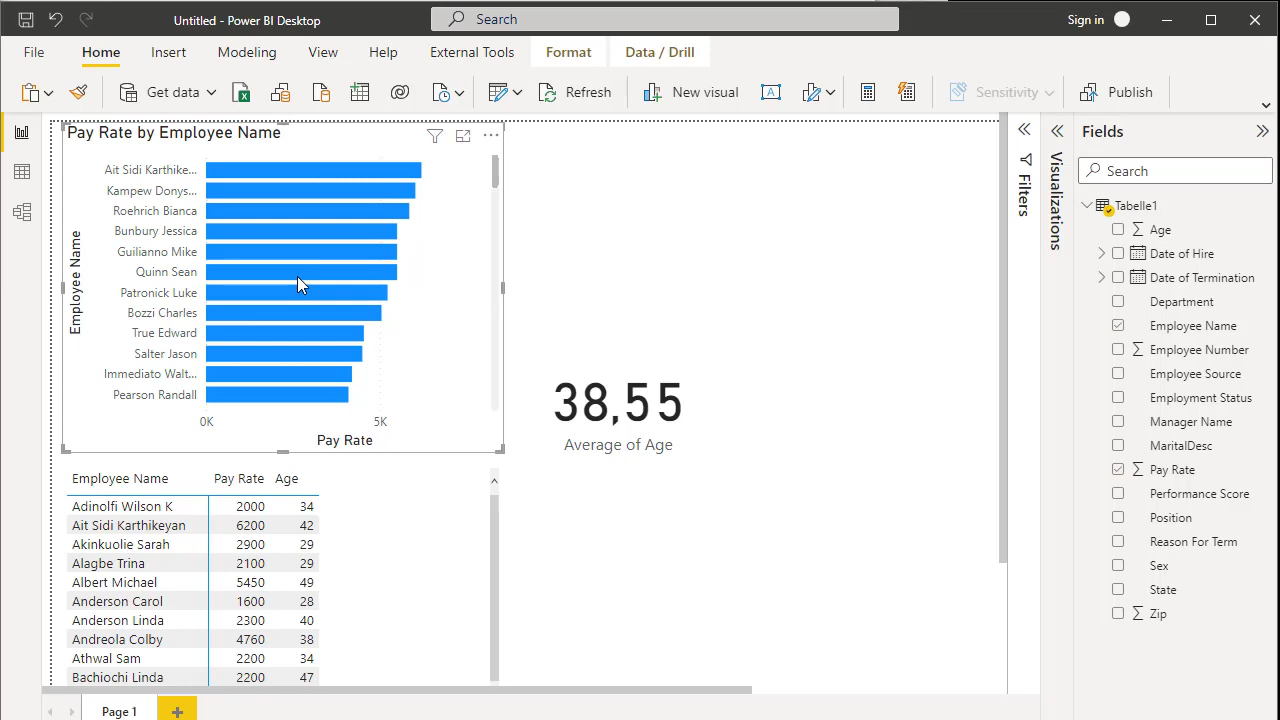 Untitled - Power BI Desktop
Search
Sign in
File
Home
Insert
Modeling
View
Help
External Tools
Format
Data / Drill
Get data
Refresh
New visual
Sensitivity
Publish
Pay Rate by Employee Name
Employee Name
Ait Sidi Karthike...
Kampew Donys...
Roehrich Bianca
Bunbury Jessica
Guilianno Mike
Quinn Sean
Patronick Luke
Bozzi Charles
True Edward
Salter Jason
Immediato Walt...
Pearson Randall
0K
5K
Pay Rate
38,55
Average of Age
Employee Name Pay Rate Age
Adinolfi Wilson K 2000 34
Ait Sidi Karthikeyan 6200 42
Akinkuolie Sarah 2900 29
Alagbe Trina 2100 29
Albert Michael 5450 49
Anderson Carol 1600 28
Anderson Linda 2300 40
Andreola Colby 4760 38
Athwal Sam 2200 34
Bachiochi Linda 2200 47
Page 1
Filters
Visualizations
Fields
Search
Tabelle1
Age
Date of Hire
Date of Termination
Department
Employee Name
Employee Number
Employee Source
Employment Status
Manager Name
MaritalDesc
Pay Rate
Performance Score
Position
Reason For Term
Sex
State
Zip